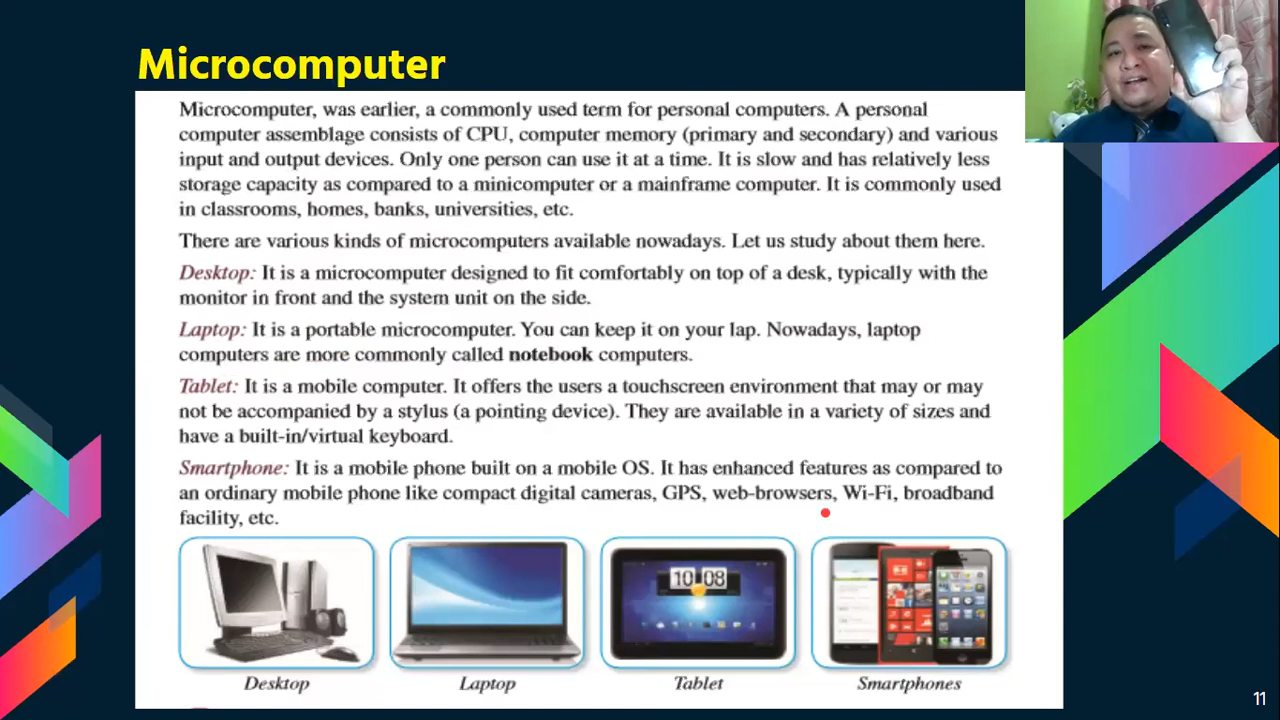 Microcomputer
Microcomputer, was earlier, a commonly used term for personal computers. A personal
computer assemblage consists of CPU, computer memory (primary and secondary) and various
input and output devices. Only one person can use it at a time. It is slow and has relatively less
storage capacity as compared to a minicomputer or a mainframe computer. It is commonly used
in classrooms, homes, banks, universities, etc.
There are various kinds of microcomputers available nowadays. Let us study about them here.
Desktop: It is a microcomputer designed to fit comfortably on top of a desk, typically with the
monitor in front and the system unit on the side.
Laptop: It is a portable microcomputer. You can keep it on your lap. Nowadays, laptop
computers are more commonly called notebook computers.
Tablet: It is a mobile computer. It offers the users a touchscreen environment that may or may
not be accompanied by a stylus (a pointing device). They are available in a variety of sizes and
have a built-in/virtual keyboard.
Smartphone: It is a mobile phone built on a mobile OS. It has enhanced features as compared to
an ordinary mobile phone like compact digital cameras, GPS, web-browsers, Wi-Fi, broadband
facility, etc.
10 08
Desktop
Laptop
Tablet
Smartphones
11